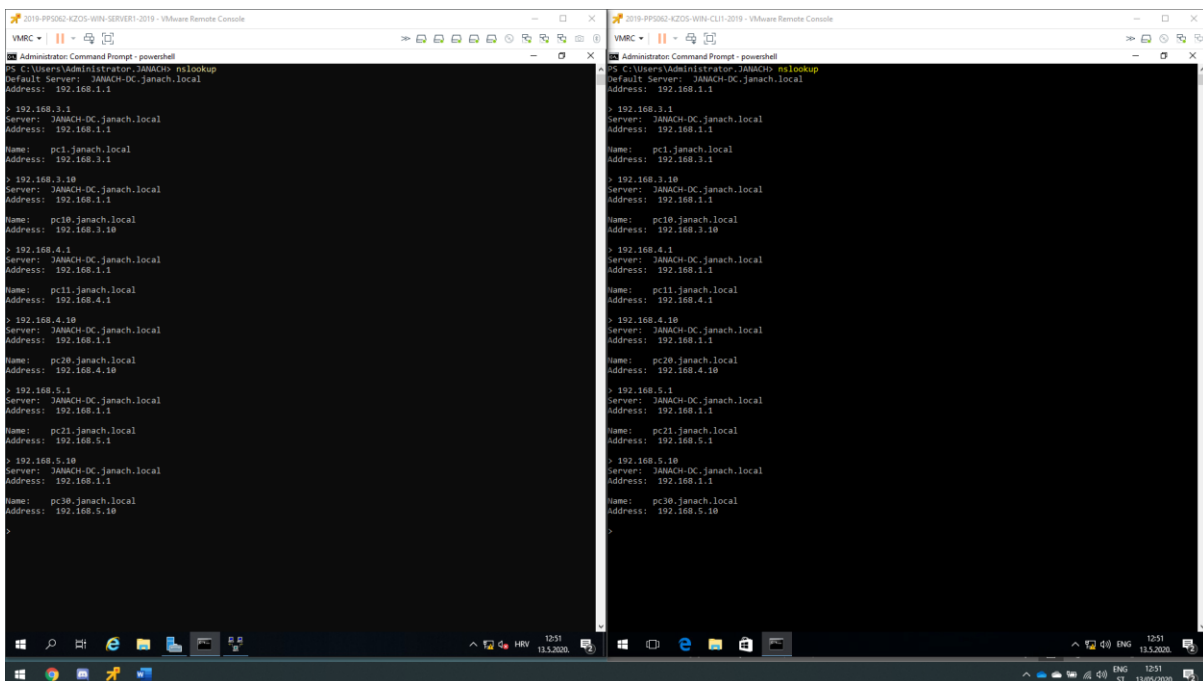 2019-PPS062-KZOS-WIN-SERVER1-2019 - VMware Remote Console
VMRC
Administrator: Command Prompt - powershell
PS C:\Users\Administrator.JANACH> nslookup
Default Server:  JANACH-DC.janach.local
Address:  192.168.1.1
> 192.168.3.1
Server:  JANACH-DC.janach.local
Address:  192.168.1.1
Name:    pc1.janach.local
Address:  192.168.3.1
> 192.168.3.10
Server:  JANACH-DC.janach.local
Address:  192.168.1.1
Name:    pc10.janach.local
Address:  192.168.3.10
> 192.168.4.1
Server:  JANACH-DC.janach.local
Address:  192.168.1.1
Name:    pc11.janach.local
Address:  192.168.4.1
> 192.168.4.10
Server:  JANACH-DC.janach.local
Address:  192.168.1.1
Name:    pc20.janach.local
Address:  192.168.4.10
> 192.168.5.1
Server:  JANACH-DC.janach.local
Address:  192.168.1.1
Name:    pc21.janach.local
Address:  192.168.5.1
> 192.168.5.10
Server:  JANACH-DC.janach.local
Address:  192.168.1.1
Name:    pc30.janach.local
Address:  192.168.5.10
>
HRV
12:51
13.5.2020.
2019-PPS062-KZOS-WIN-CLI1-2019 - VMware Remote Console
VMRC
Administrator: Command Prompt - powershell
PS C:\Users\Administrator.JANACH> nslookup
Default Server:  JANACH-DC.janach.local
Address:  192.168.1.1
> 192.168.3.1
Server:  JANACH-DC.janach.local
Address:  192.168.1.1
Name:    pc1.janach.local
Address:  192.168.3.1
> 192.168.3.10
Server:  JANACH-DC.janach.local
Address:  192.168.1.1
Name:    pc10.janach.local
Address:  192.168.3.10
> 192.168.4.1
Server:  JANACH-DC.janach.local
Address:  192.168.1.1
Name:    pc11.janach.local
Address:  192.168.4.1
> 192.168.4.10
Server:  JANACH-DC.janach.local
Address:  192.168.1.1
Name:    pc20.janach.local
Address:  192.168.4.10
> 192.168.5.1
Server:  JANACH-DC.janach.local
Address:  192.168.1.1
Name:    pc21.janach.local
Address:  192.168.5.1
> 192.168.5.10
Server:  JANACH-DC.janach.local
Address:  192.168.1.1
Name:    pc30.janach.local
Address:  192.168.5.10
>
ENG
12:51
13.5.2020.
ENG
12:51
13/05/2020